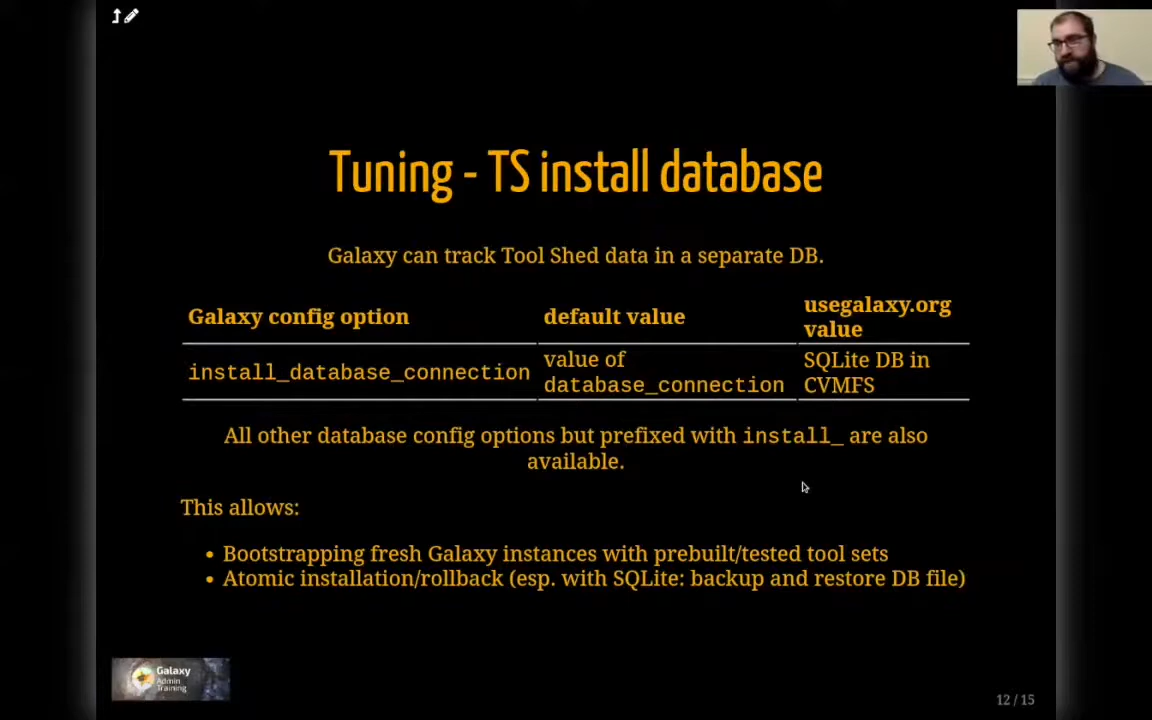 Tuning - TS install database
Galaxy can track Tool Shed data in a separate DB.
Galaxy config option
default value
usegalaxy.org
value
install_database_connection
value of
database_connection
SQLite DB in
CVMFS
All other database config options but prefixed with install_ are also
available.
This allows:
• Bootstrapping fresh Galaxy instances with prebuilt/tested tool sets
• Atomic installation/rollback (esp. with SQLite: backup and restore DB file)
Galaxy
Admin
Training
12 / 15